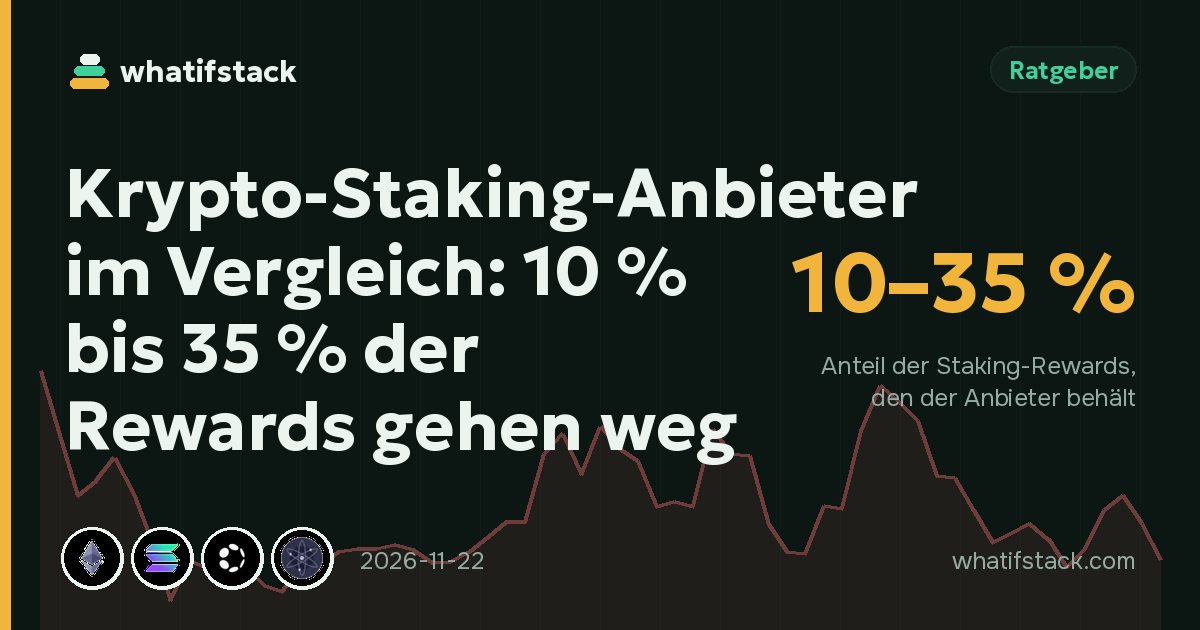 whatifstack
Ratgeber
Krypto-Staking-Anbieter
im Vergleich: 10 %
bis 35 % der
Rewards gehen weg
10–35 %
Anteil der Staking-Rewards,
den der Anbieter behält
2026-11-22
whatifstack.com